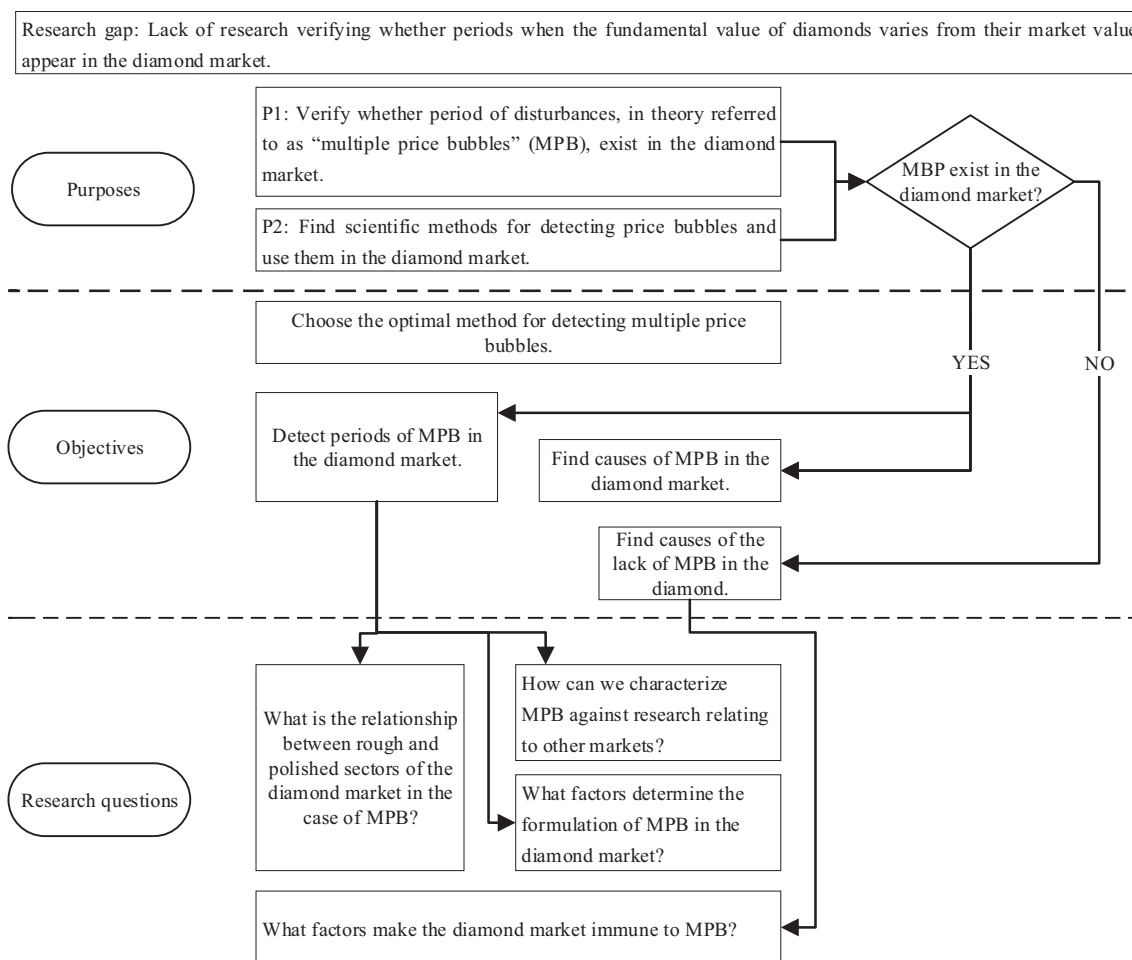 Research gap: Lack of research verifying whether periods when the fundamental value of diamonds varies from their market value
appear in the diamond market.
Purposes
P1: Verify whether period of disturbances, in theory referred
to as “multiple price bubbles” (MPB), exist in the diamond
market.
P2: Find scientific methods for detecting price bubbles and
use them in the diamond market.
MBP exist in the
diamond market?
YES
NO
Objectives
Choose the optimal method for detecting multiple price
bubbles.
Detect periods of MPB in
the diamond market.
Find causes of MPB in the
diamond market.
Find causes of the
lack of MPB in the
diamond.
Research questions
What is the relationship
between rough and
polished sectors of the
diamond market in the
case of MPB?
How can we characterize
MPB against research relating
to other markets?
What factors determine the
formulation of MPB in the
diamond market?
What factors make the diamond market immune to MPB?